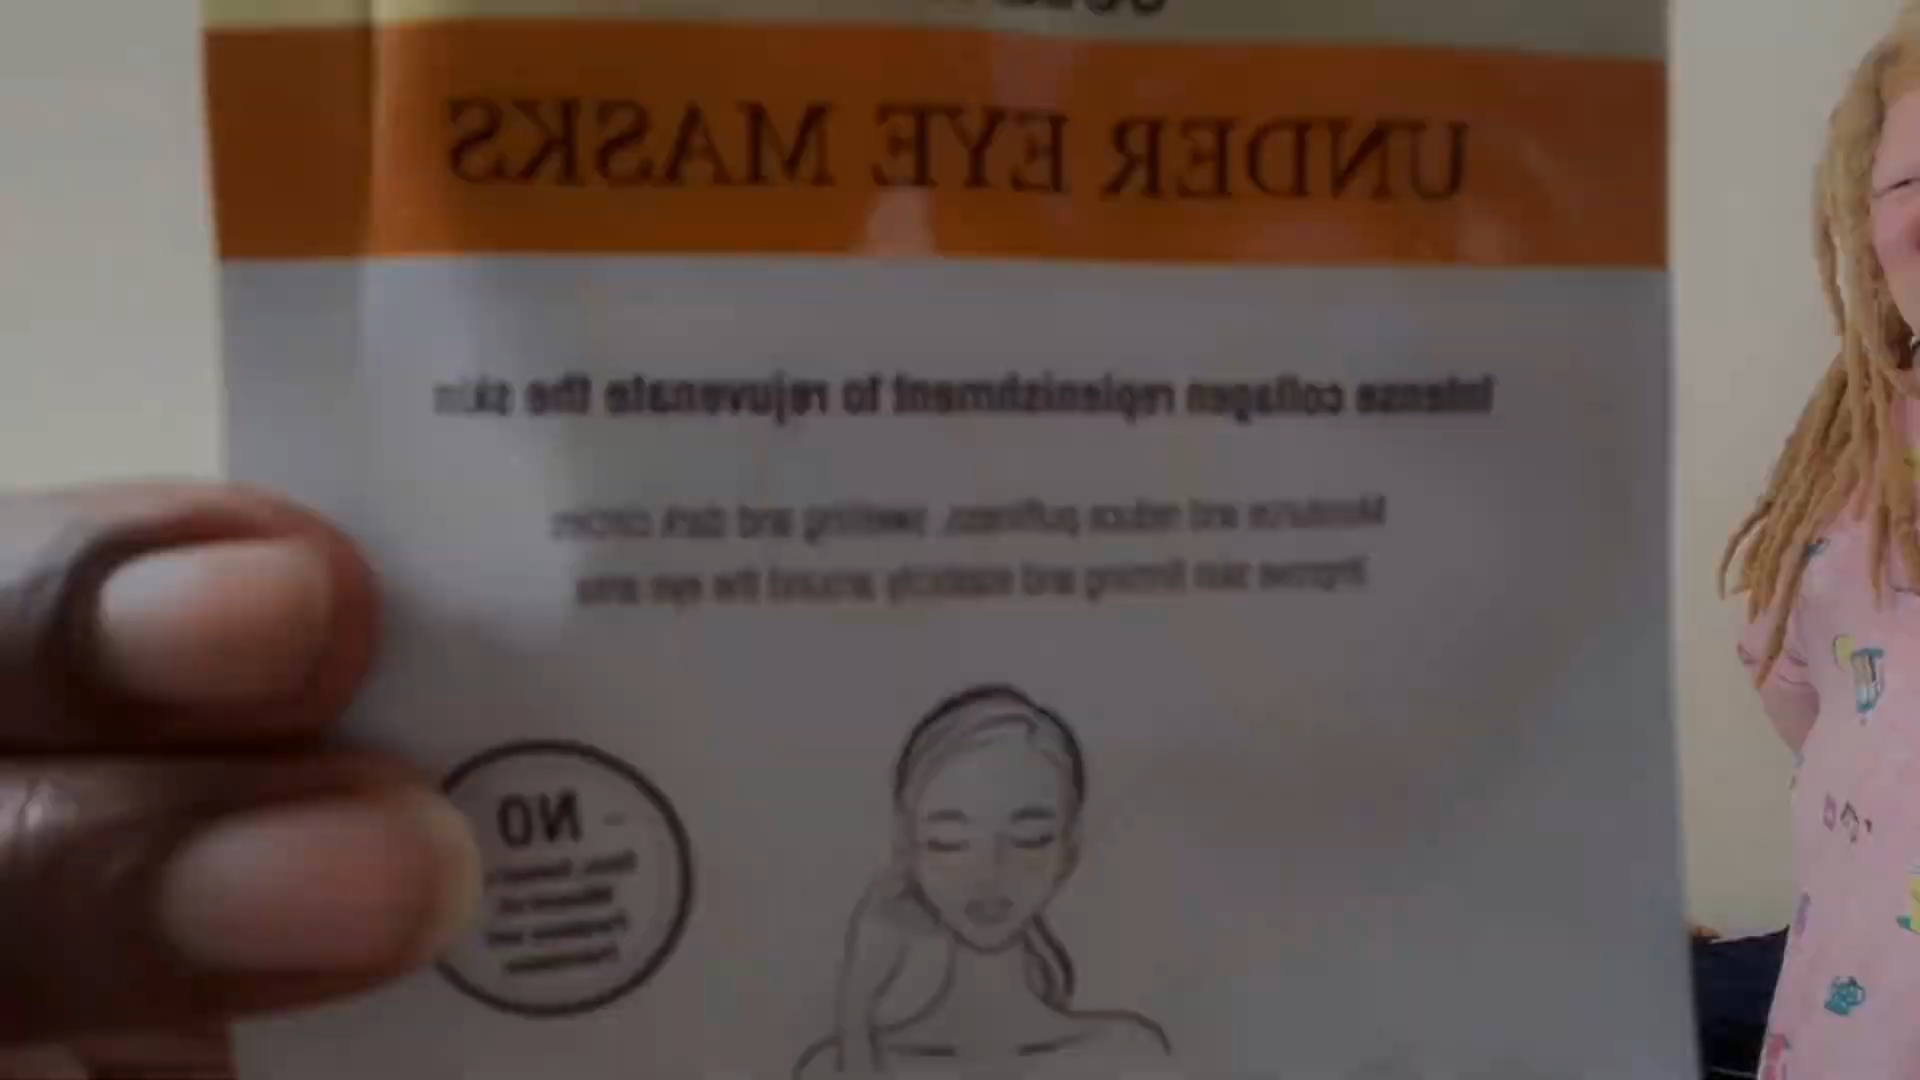 UNDER EYE MASKS
Intense collagen replenishment to rejuvenate the skin
Moisturize and reduce puffiness, swelling and dark circles
Improve skin firming and elasticity around the eye area
NO